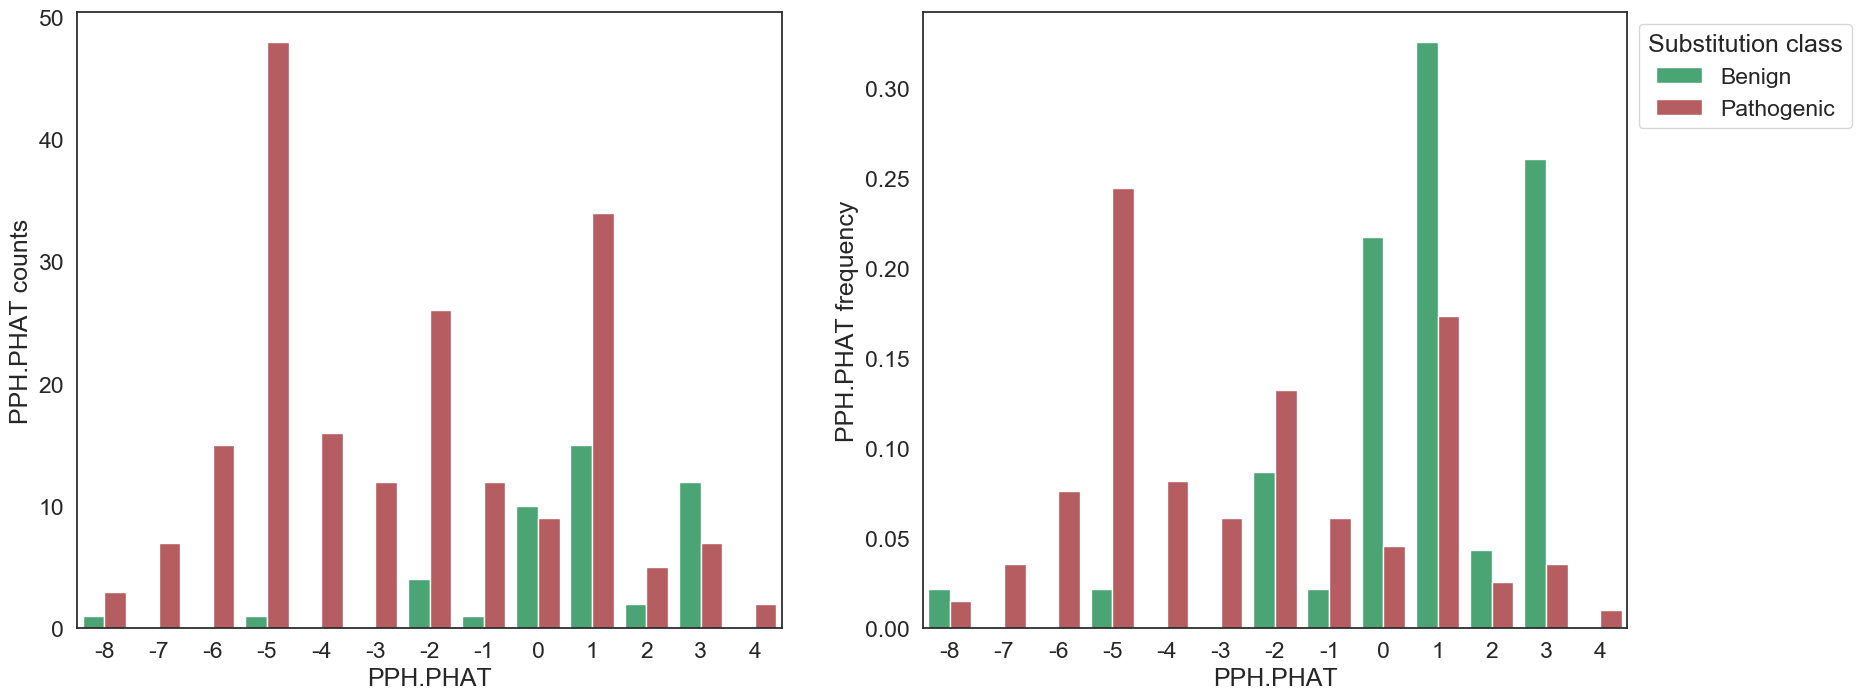 PPH.PHAT counts
50
40
30
20
10
0
-8 -7 -6 -5 -4 -3 -2 -1 0 1 2 3 4
PPH.PHAT
PPH.PHAT frequency
0.30
0.25
0.20
0.15
0.10
0.05
0.00
-8 -7 -6 -5 -4 -3 -2 -1 0 1 2 3 4
PPH.PHAT
Substitution class
Benign
Pathogenic